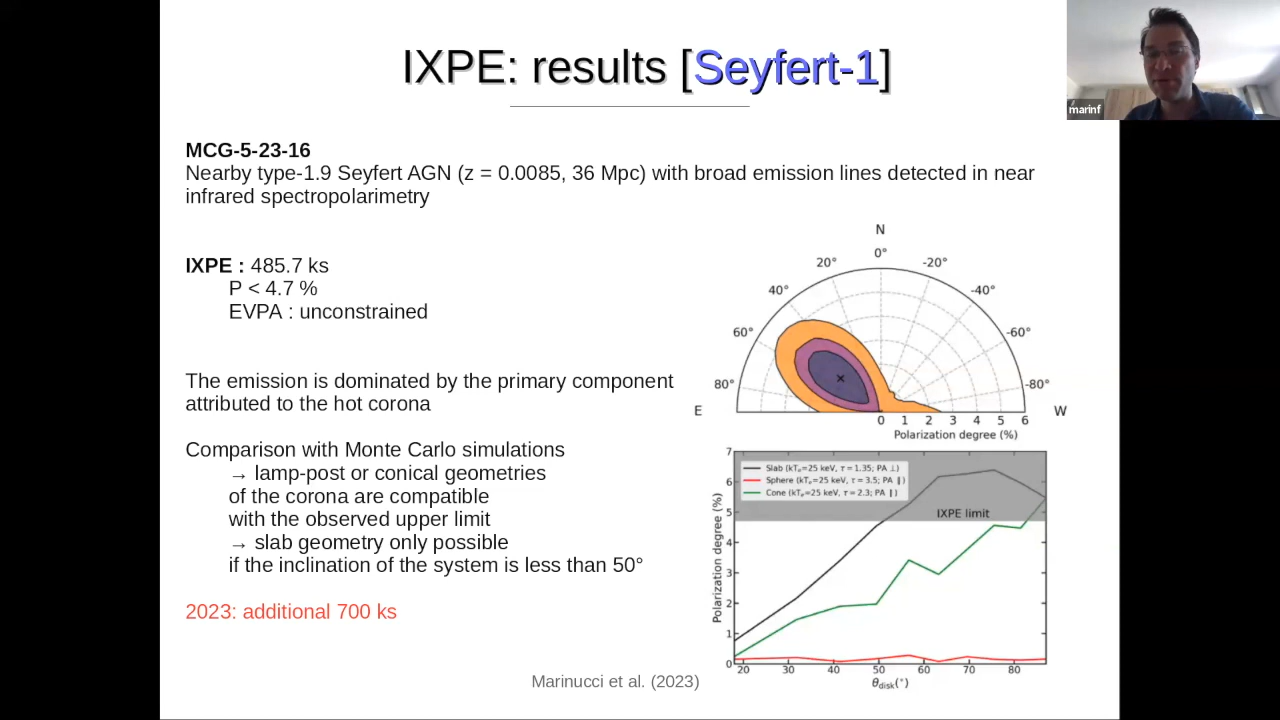 IXPE: results [Seyfert-1]
marinf
MCG-5-23-16
Nearby type-1.9 Seyfert AGN (z = 0.0085, 36 Mpc) with broad emission lines detected in near
infrared spectropolarimetry
IXPE : 485.7 ks
P < 4.7 %
EVPA : unconstrained
The emission is dominated by the primary component
attributed to the hot corona
Comparison with Monte Carlo simulations
→ lamp-post or conical geometries
of the corona are compatible
with the observed upper limit
→ slab geometry only possible
if the inclination of the system is less than 50°
2023: additional 700 ks
Marinucci et al. (2023)
N
0°
20° -20°
40° -40°
60° -60°
80° -80°
E W
0 1 2 3 4 5 6
Polarization degree (%)
7
6
5
4
3
2
1
0
Polarization degree (%)
Slab (kTe=25 keV, τ = 1.35; PA ⊥)
Sphere (kTe=25 keV, τ = 3.5; PA ∥)
Cone (kTe=25 keV, τ = 2.3; PA ∥)
IXPE limit
20 30 40 50 60 70 80
θdisk(°)